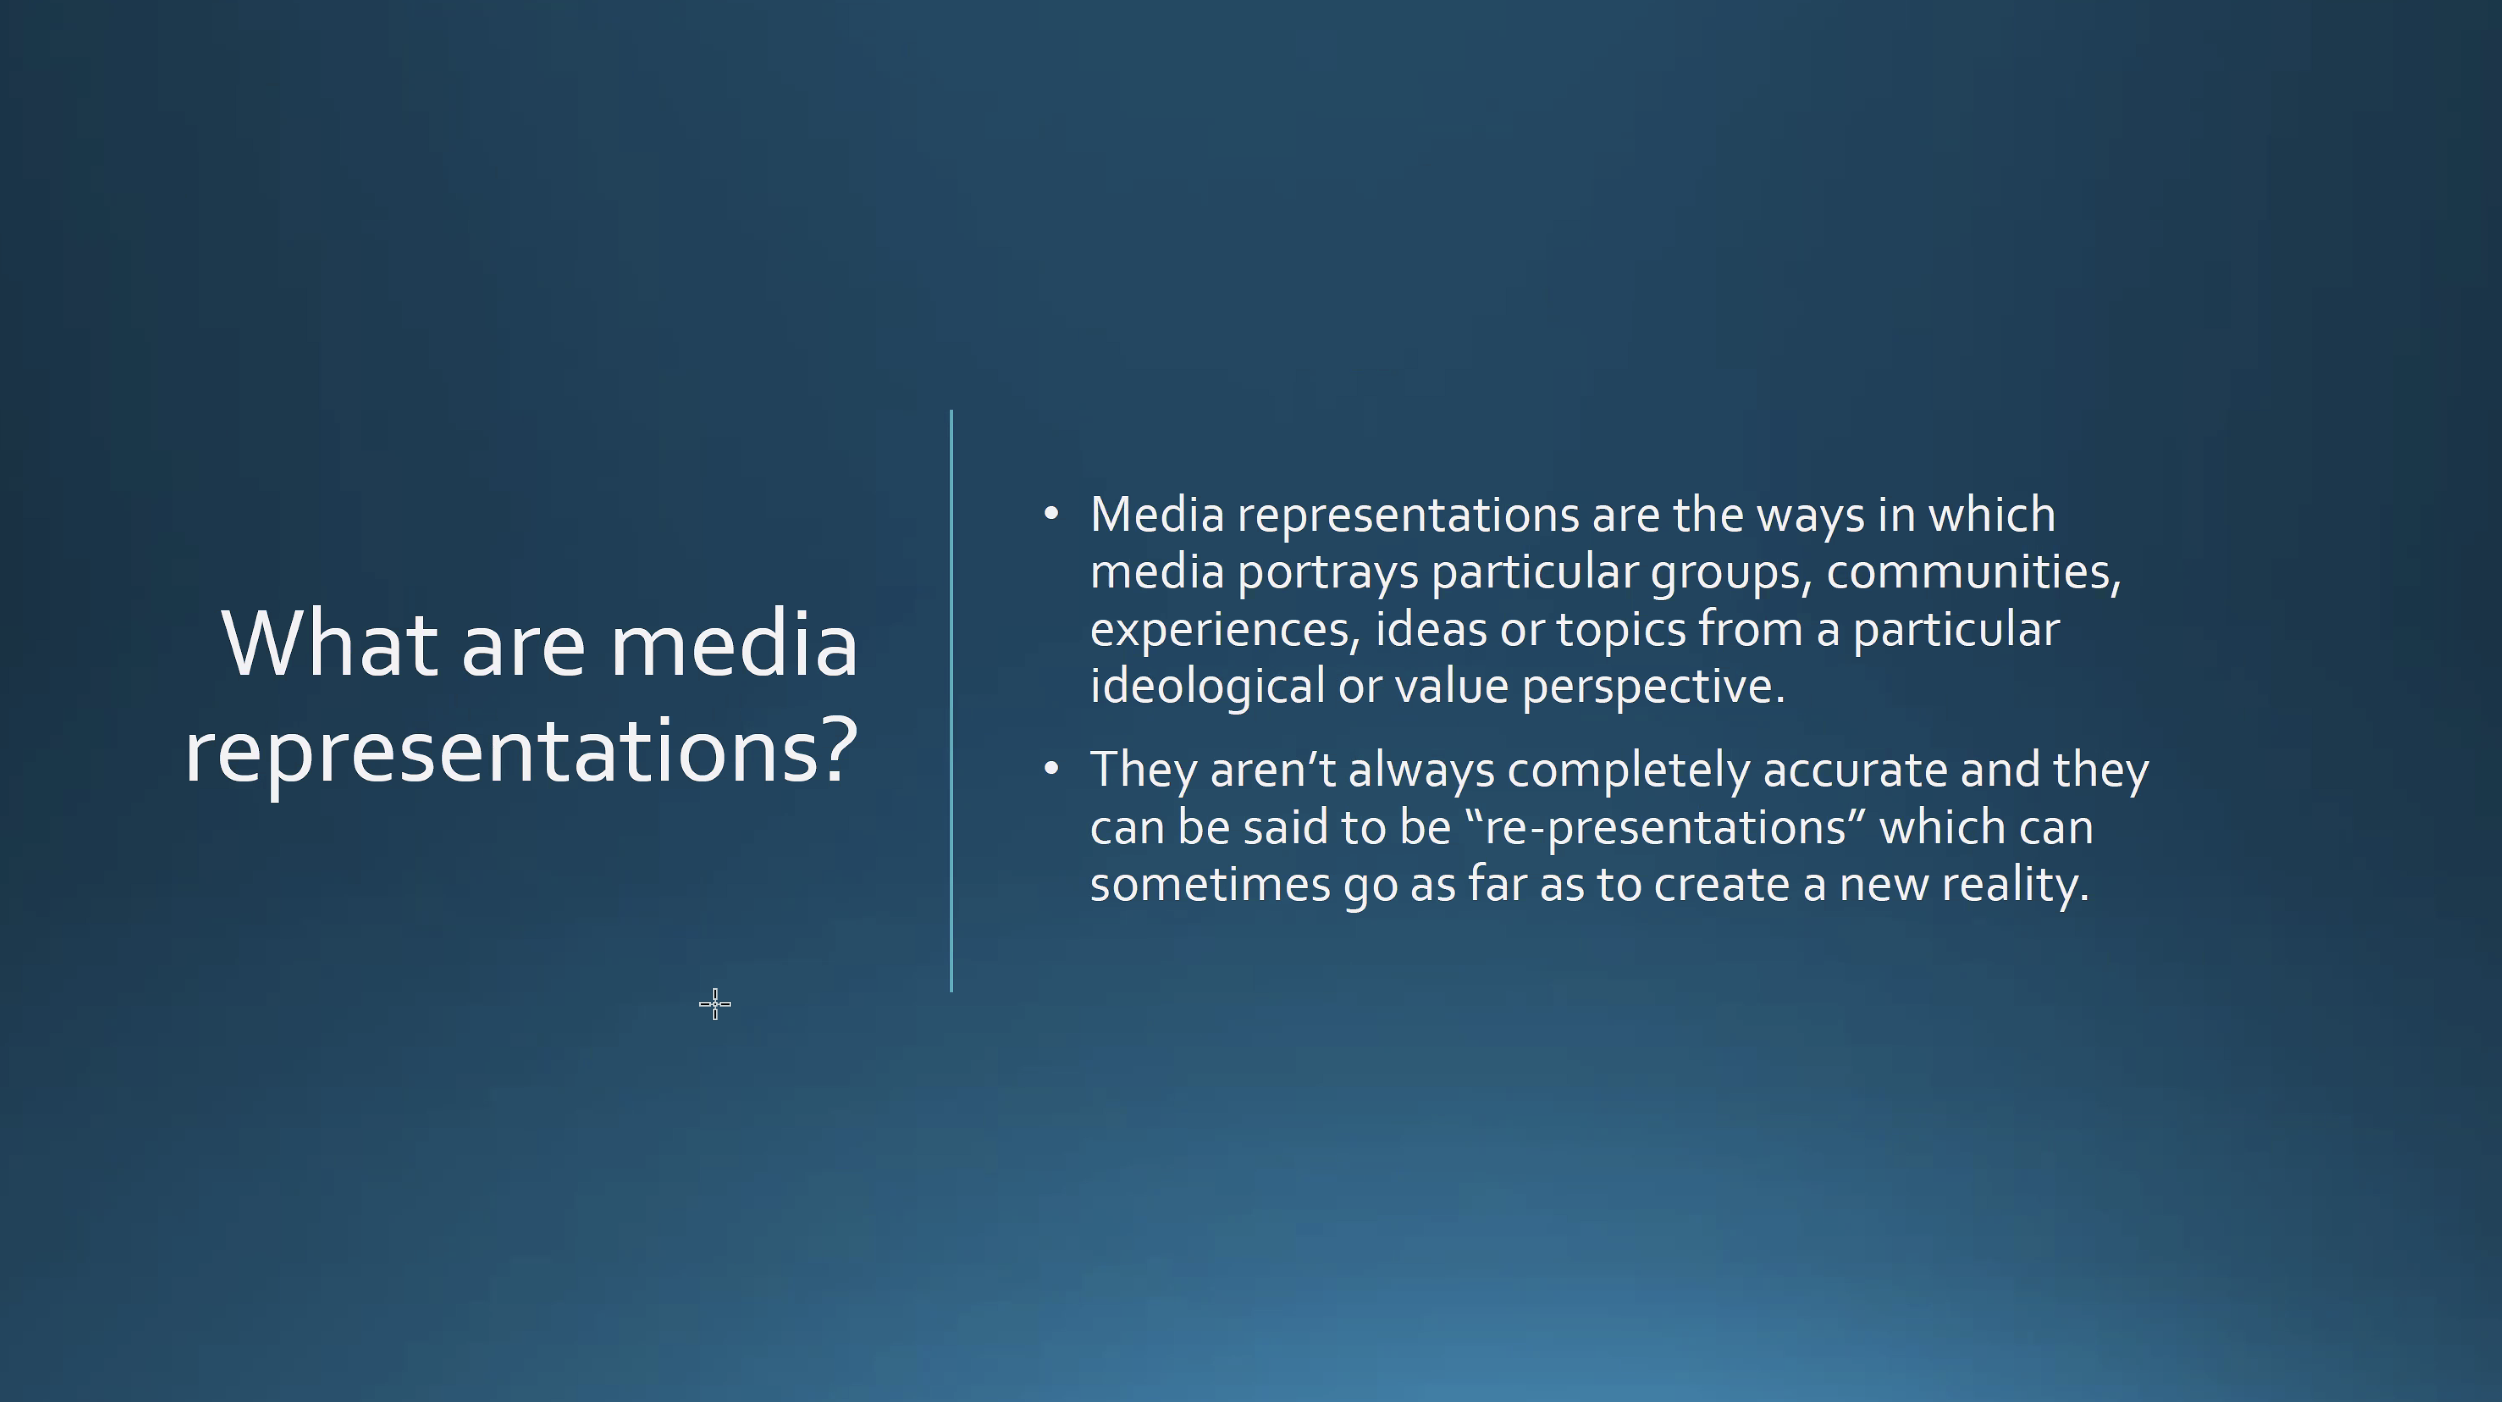 What are media
representations?
• Media representations are the ways in which
media portrays particular groups, communities,
experiences, ideas or topics from a particular
ideological or value perspective.
• They aren’t always completely accurate and they
can be said to be “re-presentations” which can
sometimes go as far as to create a new reality.